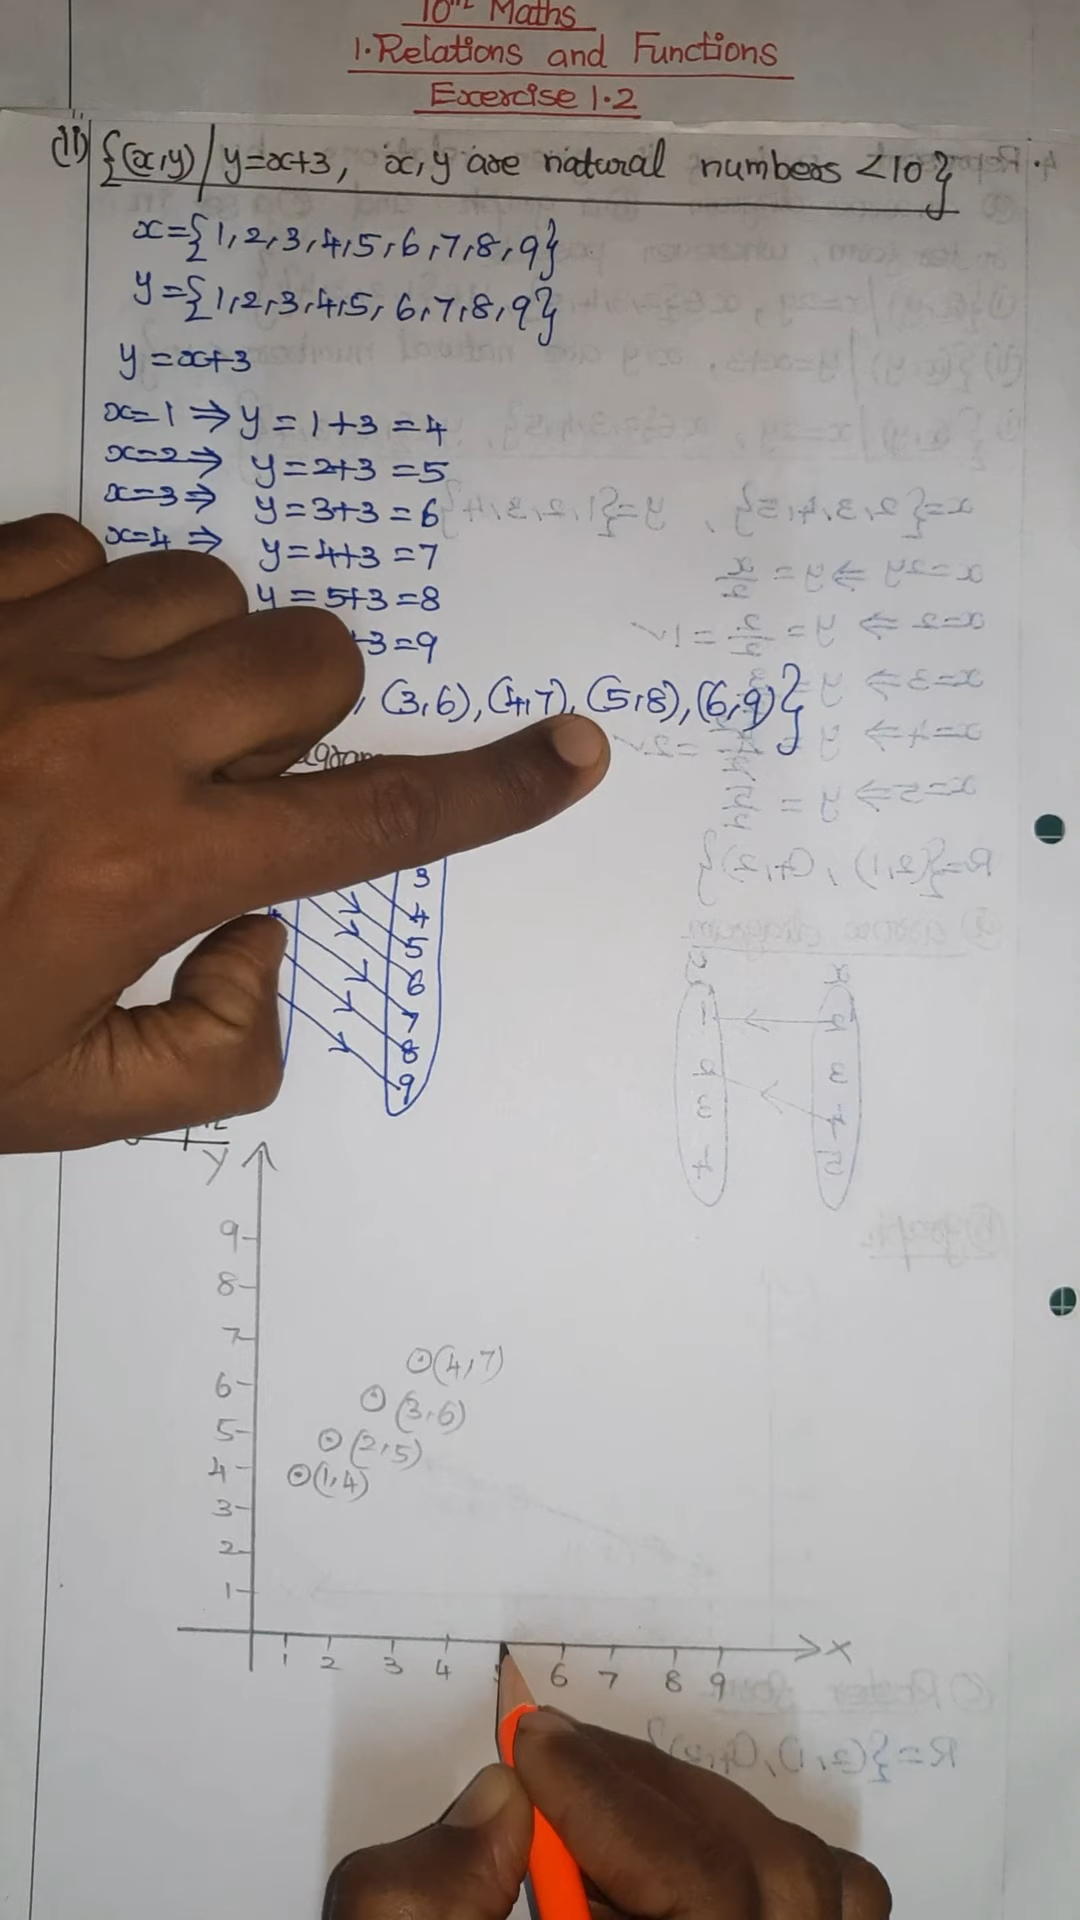 10th Maths
1. Relations and Functions
Exercise 1.2
(ii) {(x,y) / y=x+3, x,y are natural numbers <10}
x={1,2,3,4,5,6,7,8,9}
y={1,2,3,4,5,6,7,8,9}
y=x+3
x=1 ⇒ y=1+3=4
x=2 ⇒ y=2+3=5
x=3 ⇒ y=3+3=6
x=4 ⇒ y=4+3=7
y=5+3=8
+3=9
, (3,6), (4,7), (5,8), (6,9)}
3
4
5
6
7
8
9
Y
9
8
7
6
5
4
3
2
1
(4,7)
(3,6)
(2,5)
(1,4)
1 2 3 4 6 7 8 9 X